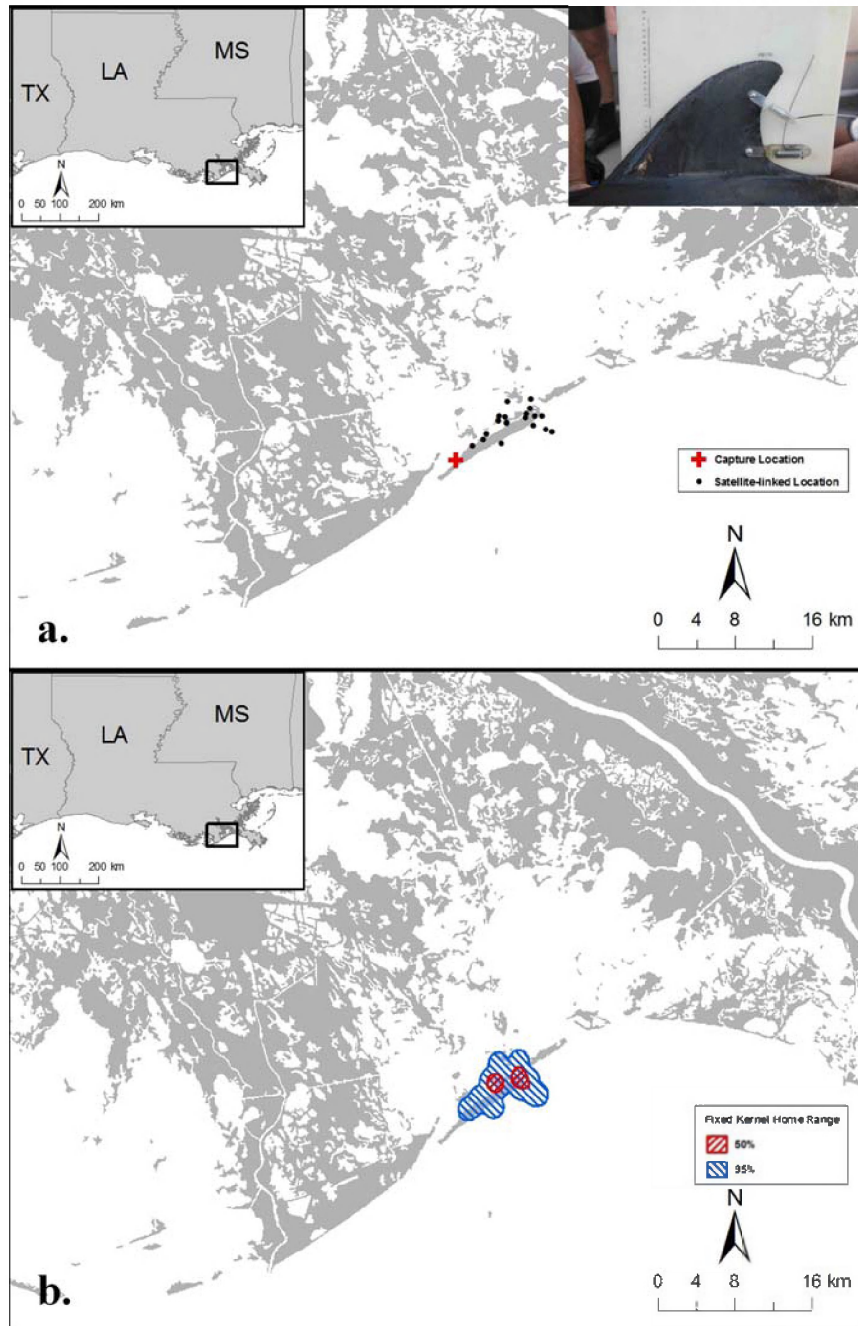 MS
LA
TX
N
0 50 100 200 km
Capture Location
Satellite-linked Location
N
0 4 8 16 km
a.
MS
LA
TX
N
0 50 100 200 km
Fixed Kernel Home Range
50%
95%
N
0 4 8 16 km
b.